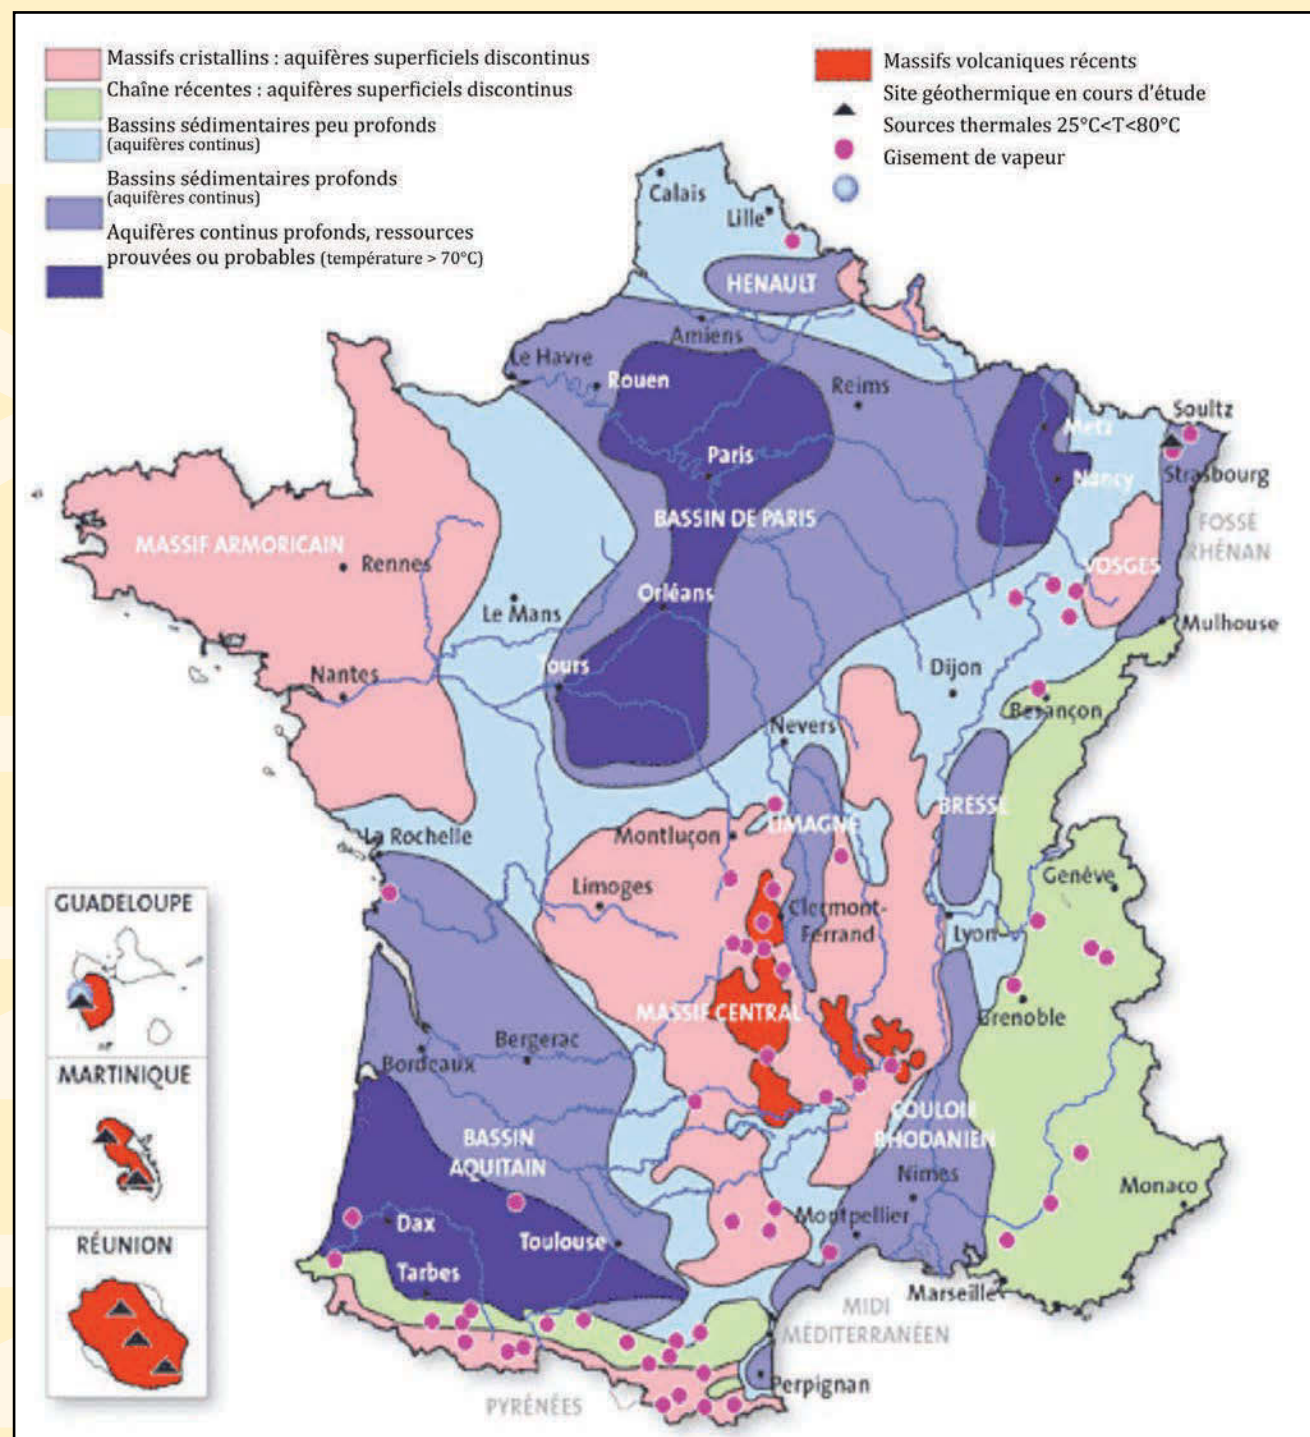 Massifs cristallins : aquifères superficiels discontinus
Chaîne récentes : aquifères superficiels discontinus
Bassins sédimentaires peu profonds
(aquifères continus)
Bassins sédimentaires profonds
(aquifères continus)
Aquifères continus profonds, ressources
prouvées ou probables (température > 70°C)
Massifs volcaniques récents
Site géothermique en cours d'étude
Sources thermales 25°C<T<80°C
Gisement de vapeur
Calais
Lille
HENAULT
Amiens
Le Havre
Rouen
Reims
Soultz
Metz
Paris
Nancy
Strasbourg
BASSIN DE PARIS
FOSSÉ
RHÉNAN
MASSIF ARMORICAIN
Rennes
VOSGES
Orléans
Le Mans
Mulhouse
Tours
Dijon
Nantes
Besançon
Nevers
BRESSE
LIMAGNE
La Rochelle
Montluçon
Genève
Limoges
Clermont-
Ferrand
Lyon
GUADELOUPE
MASSIF CENTRAL
Grenoble
Bergerac
Bordeaux
MARTINIQUE
COULOIR
RHODANIEN
BASSIN
AQUITAIN
Nimes
Monaco
Montpellier
Dax
Toulouse
RÉUNION
Tarbes
Marseille
MIDI
MÉDITERRANÉEN
Perpignan
PYRÉNÉES